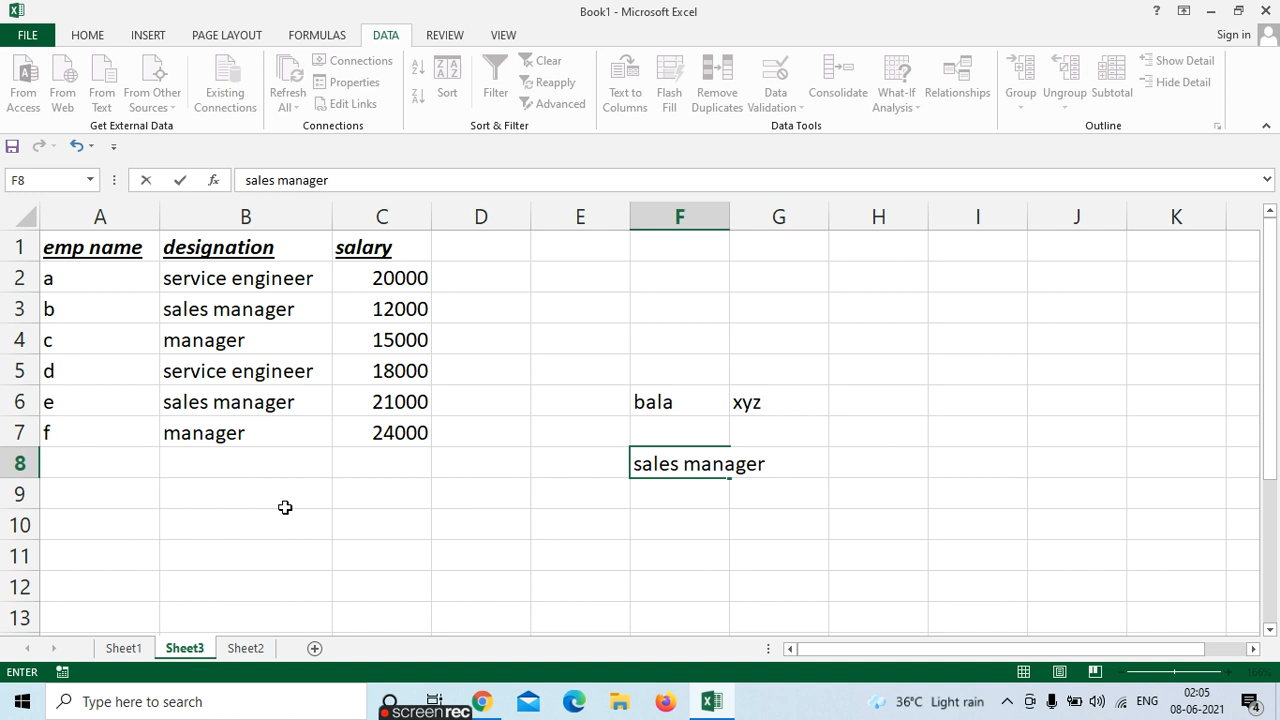 Book1 - Microsoft Excel
FILE HOME INSERT PAGE LAYOUT FORMULAS DATA REVIEW VIEW Sign in
From Access
From Web
From Text
From Other Sources
Existing Connections
Get External Data
Refresh All
Connections
Properties
Edit Links
Connections
Sort
Filter
Clear
Reapply
Advanced
Sort & Filter
Text to Columns
Flash Fill
Remove Duplicates
Data Validation
Consolidate
What-If Analysis
Relationships
Data Tools
Group
Ungroup
Subtotal
Show Detail
Hide Detail
Outline
F8 fx sales manager
A B C D E F G H I J K
1 emp name designation salary
2 a service engineer 20000
3 b sales manager 12000
4 c manager 15000
5 d service engineer 18000
6 e sales manager 21000 bala xyz
7 f manager 24000
8 sales manager
9
10
11
12
13
Sheet1 Sheet3 Sheet2
ENTER
Type here to search
screenrec
36°C Light rain ENG
02:05
08-06-2021
4